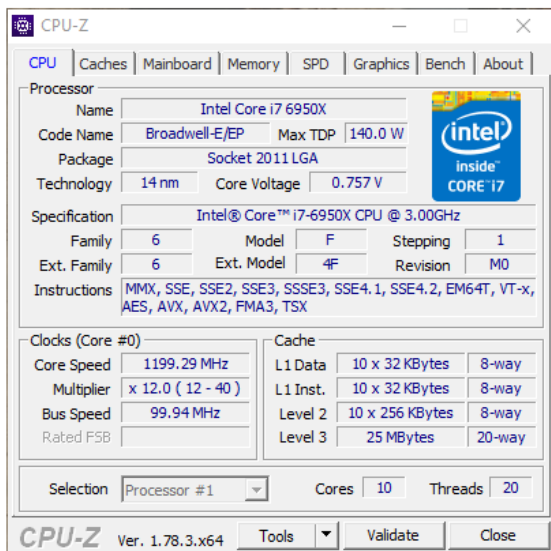 CPU-Z
CPU Caches Mainboard Memory SPD Graphics Bench About
Processor
Name Intel Core i7 6950X
Code Name Broadwell-E/EP Max TDP 140.0 W
Package Socket 2011 LGA
Technology 14 nm Core Voltage 0.757 V
intel
inside™
CORE™i7
Specification Intel® Core™ i7-6950X CPU @ 3.00GHz
Family 6 Model F Stepping 1
Ext. Family 6 Ext. Model 4F Revision M0
Instructions MMX, SSE, SSE2, SSE3, SSSE3, SSE4.1, SSE4.2, EM64T, VT-x,
AES, AVX, AVX2, FMA3, TSX
Clocks (Core #0)
Core Speed 1199.29 MHz
Multiplier x 12.0 ( 12 - 40 )
Bus Speed 99.94 MHz
Rated FSB
Cache
L1 Data 10 x 32 KBytes 8-way
L1 Inst. 10 x 32 KBytes 8-way
Level 2 10 x 256 KBytes 8-way
Level 3 25 MBytes 20-way
Selection Processor #1 Cores 10 Threads 20
CPU-Z Ver. 1.78.3.x64 Tools Validate Close